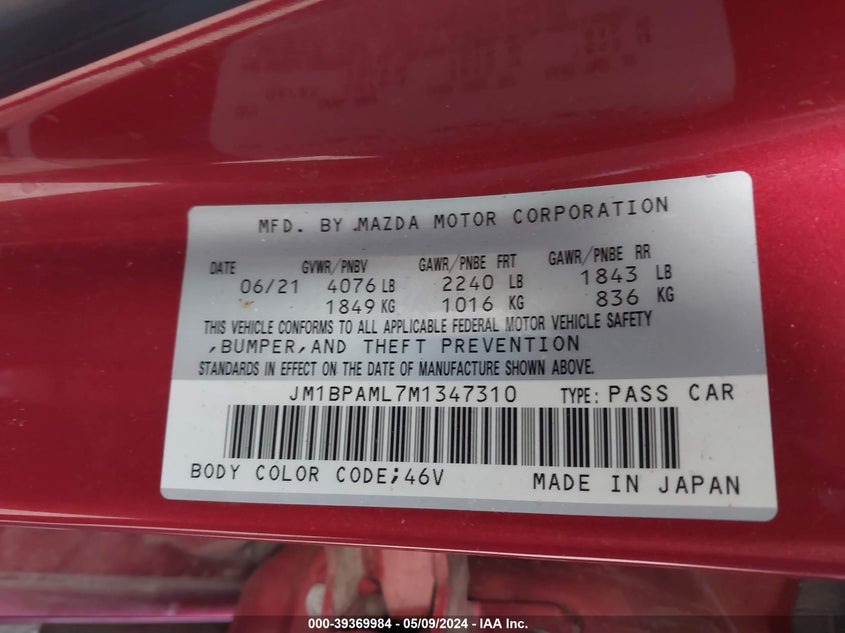 MFD. BY MAZDA MOTOR CORPORATION
DATE GVWR/PNBV GAWR/PNBE FRT GAWR/PNBE RR
06/21 4076 LB 2240 LB 1843 LB
1849 KG 1016 KG 836 KG
THIS VEHICLE CONFORMS TO ALL APPLICABLE FEDERAL MOTOR VEHICLE SAFETY
,BUMPER,AND THEFT PREVENTION
STANDARDS IN EFFECT ON THE DATE OF MANUFACTURE SHOWN ABOVE.
JM1BPAML7M1347310 TYPE: PASS CAR
BODY COLOR CODE;46V MADE IN JAPAN
000-39369984 - 05/09/2024 - IAA Inc.